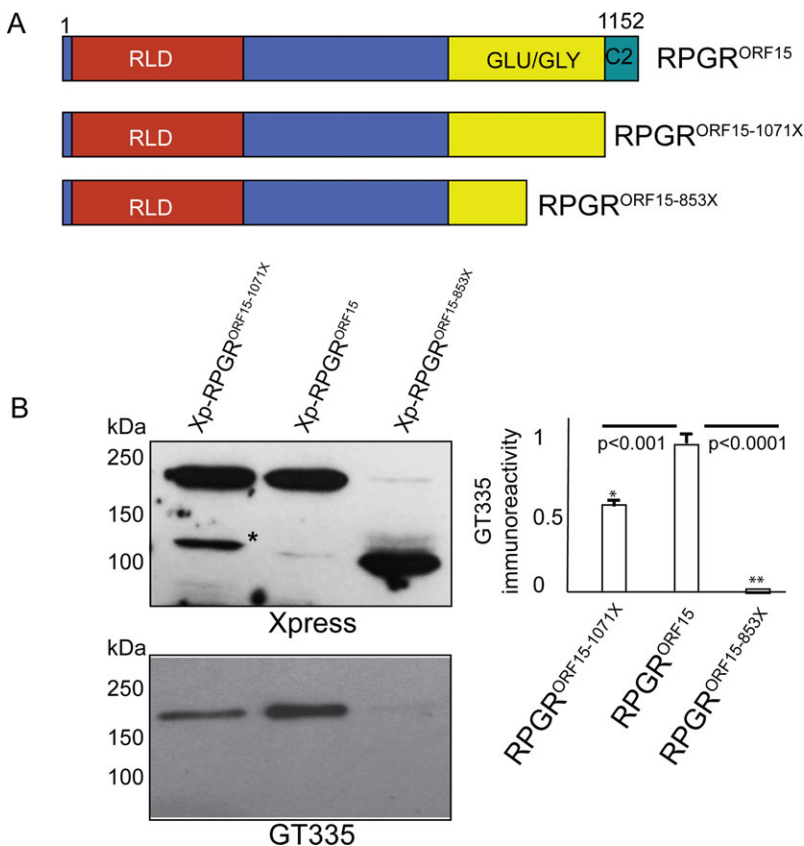 A
1
1152
RLD
GLU/GLY
C2
RPGR^ORF15
RLD
RPGR^ORF15-1071X
RLD
RPGR^ORF15-853X
B
Xp-RPGR^ORF15-1071X
Xp-RPGR^ORF15
Xp-RPGR^ORF15-853X
kDa
250
150
100
*
Xpress
kDa
250
150
100
GT335
GT335
immunoreactivity
1
0.5
0
p<0.001
p<0.0001
*
**
RPGR^ORF15-1071X
RPGR^ORF15
RPGR^ORF15-853X